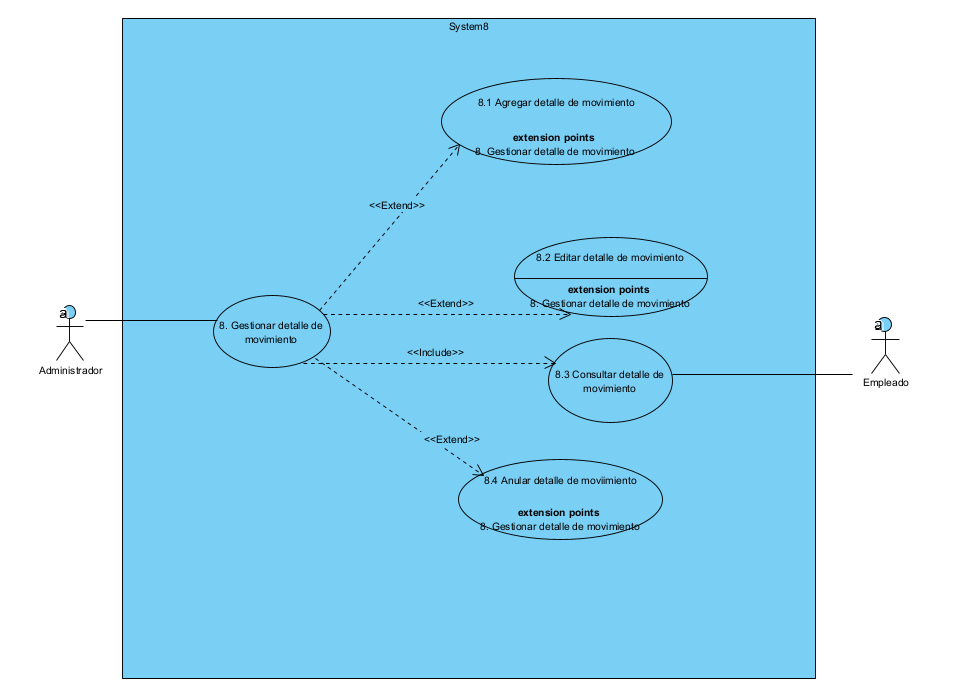 System8
8.1 Agregar detalle de movimiento
extension points
8. Gestionar detalle de movimiento
<<Extend>>
8.2 Editar detalle de movimiento
extension points
8. Gestionar detalle de movimiento
<<Extend>>
a
Administrador
8. Gestionar detalle de
movimiento
<<Include>>
8.3 Consultar detalle de
movimiento
a
Empleado
<<Extend>>
8.4 Anular detalle de moviimiento
extension points
8. Gestionar detalle de movimiento